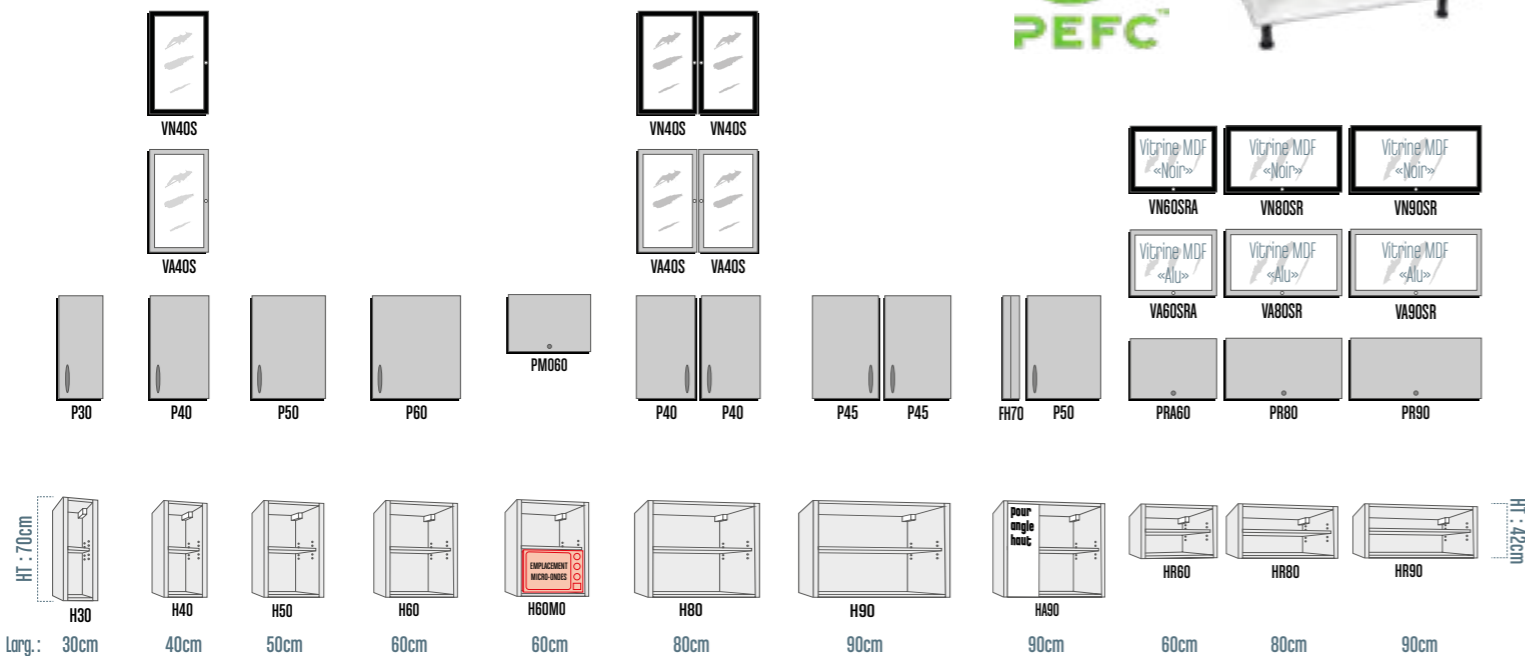 PEFC™
VN40S
VN40S VN40S
Vitrine MDF
«Noir»
Vitrine MDF
«Noir»
Vitrine MDF
«Noir»
VN60SRA
VN80SR
VN90SR
VA40S
VA40S VA40S
Vitrine MDF
«Alu»
Vitrine MDF
«Alu»
Vitrine MDF
«Alu»
VA60SRA
VA80SR
VA90SR
PMO60
P30
P40
P50
P60
P40 P40
P45 P45
FH70 P50
PRA60
PR80
PR90
HT : 70cm
EMPLACEMENT
MICRO-ONDES
pour
angle
haut
HT : 42cm
H30
H40
H50
H60
H60MO
H80
H90
HA90
HR60
HR80
HR90
Larg.: 30cm 40cm 50cm 60cm 60cm 80cm 90cm 90cm 60cm 80cm 90cm